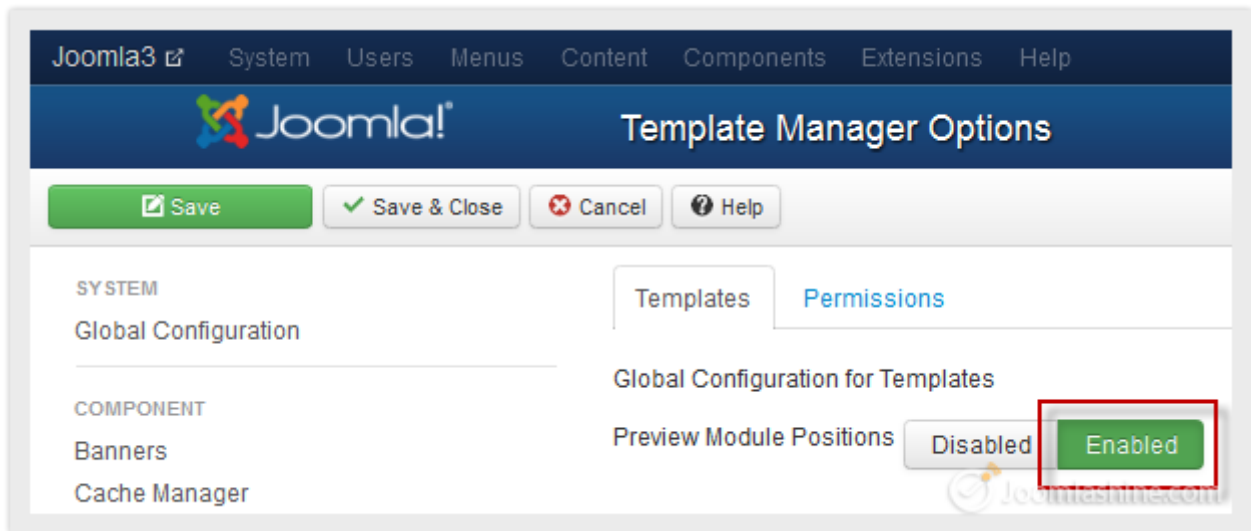 Joomla3 System Users Menus Content Components Extensions Help
Joomla!® Template Manager Options
Save Save & Close Cancel Help
SYSTEM
Templates Permissions
Global Configuration
Global Configuration for Templates
COMPONENT
Preview Module Positions Disabled Enabled
Banners
Cache Manager
Joomlashine.com